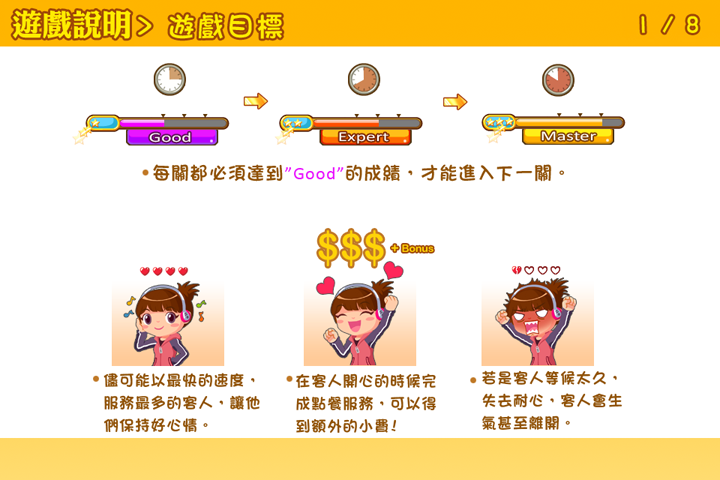 遊戲說明> 遊戲目標
1 / 8
Good
Expert
Master
•每關都必須達到"Good"的成績，才能進入下一關。
$$$ + Bonus
•儘可能以最快的速度，
服務最多的客人，讓他
們保持好心情。
•在客人開心的時候完
成點餐服務，可以得
到額外的小費!
•若是客人等候太久，
失去耐心，客人會生
氣甚至離開。